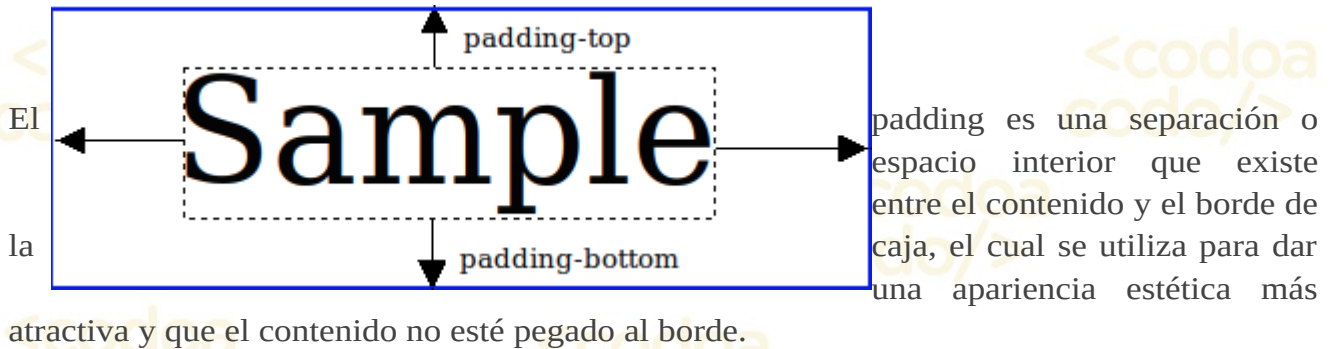 padding-top
Sample
padding-bottom
El padding es una separación o
espacio interior que existe
entre el contenido y el borde de
la caja, el cual se utiliza para dar
una apariencia estética más
atractiva y que el contenido no esté pegado al borde.
<codoa
codo/>